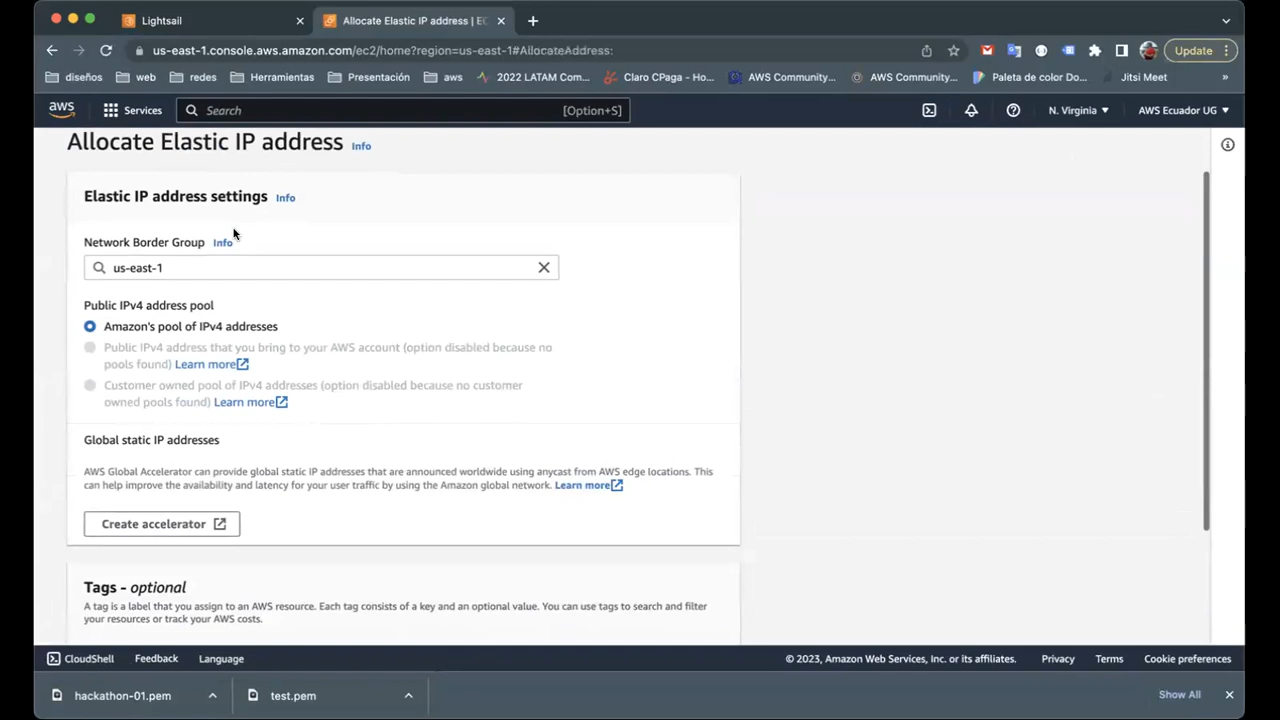 Lightsail
Allocate Elastic IP address | EC
us-east-1.console.aws.amazon.com/ec2/home?region=us-east-1#AllocateAddress:
Update
diseños
web
redes
Herramientas
Presentación
aws
2022 LATAM Com...
Claro CPaga - Ho...
AWS Community...
AWS Community...
Paleta de color Do...
Jitsi Meet
»
aws
Services
Search
[Option+S]
N. Virginia
AWS Ecuador UG
Allocate Elastic IP address Info
Elastic IP address settings Info
Network Border Group Info
us-east-1
Public IPv4 address pool
Amazon's pool of IPv4 addresses
Public IPv4 address that you bring to your AWS account (option disabled because no
pools found) Learn more
Customer owned pool of IPv4 addresses (option disabled because no customer
owned pools found) Learn more
Global static IP addresses
AWS Global Accelerator can provide global static IP addresses that are announced worldwide using anycast from AWS edge locations. This
can help improve the availability and latency for your user traffic by using the Amazon global network. Learn more
Create accelerator
Tags - optional
A tag is a label that you assign to an AWS resource. Each tag consists of a key and an optional value. You can use tags to search and filter
your resources or track your AWS costs.
CloudShell
Feedback
Language
© 2023, Amazon Web Services, Inc. or its affiliates.
Privacy
Terms
Cookie preferences
hackathon-01.pem
test.pem
Show All